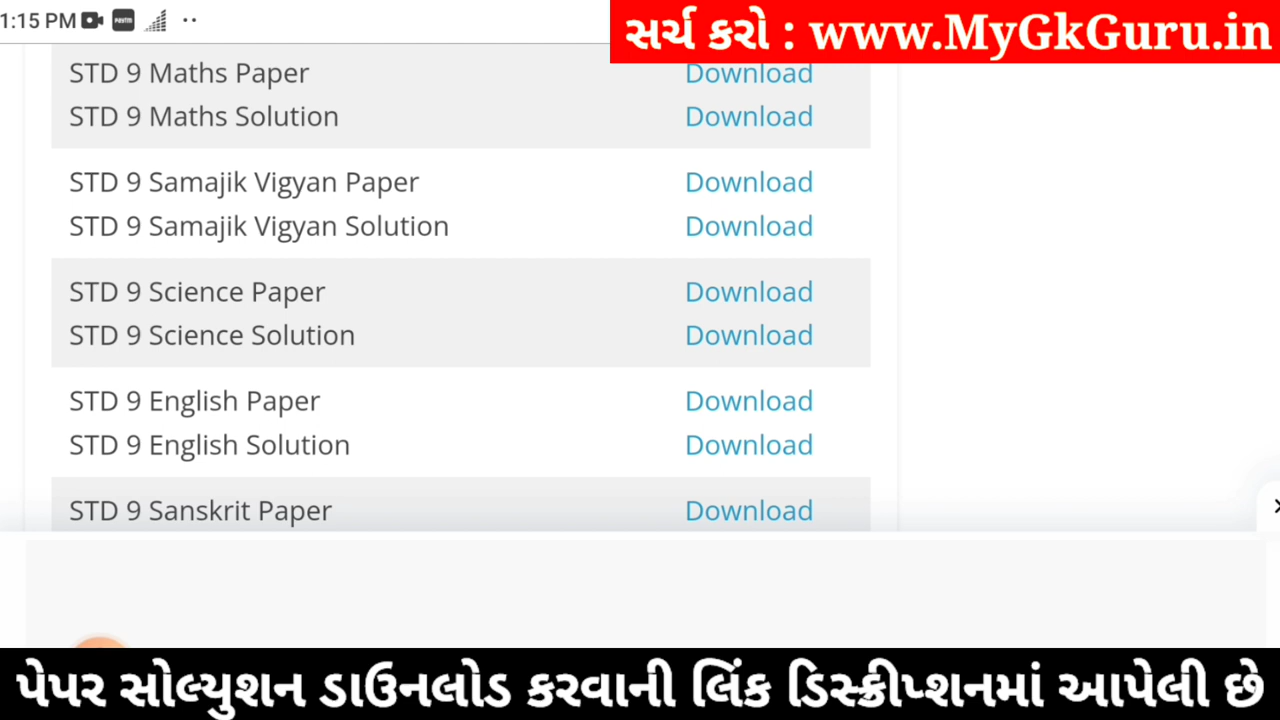 1:15 PM
સર્ચ કરો : www.MyGkGuru.in
STD 9 Maths Paper Download
STD 9 Maths Solution Download
STD 9 Samajik Vigyan Paper Download
STD 9 Samajik Vigyan Solution Download
STD 9 Science Paper Download
STD 9 Science Solution Download
STD 9 English Paper Download
STD 9 English Solution Download
STD 9 Sanskrit Paper Download
પેપર સોલ્યુશન ડાઉનલોડ કરવાની લિંક ડિસ્ક્રીપ્શનમાં આપેલી છે